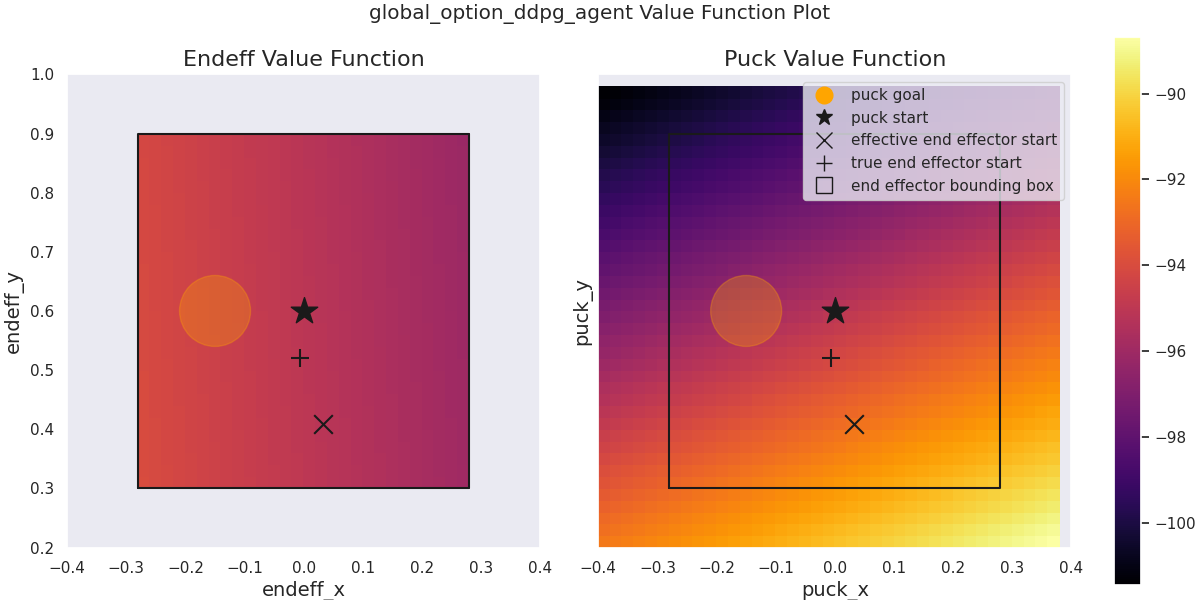 global_option_ddpg_agent Value Function Plot
Endeff Value Function
1.0
0.9
0.8
0.7
0.6
0.5
0.4
0.3
0.2
endeff_y
−0.4 −0.3 −0.2 −0.1 0.0 0.1 0.2 0.3 0.4
endeff_x
Puck Value Function
puck goal
puck start
effective end effector start
true end effector start
end effector bounding box
puck_y
−0.4 −0.3 −0.2 −0.1 0.0 0.1 0.2 0.3 0.4
puck_x
−90
−92
−94
−96
−98
−100